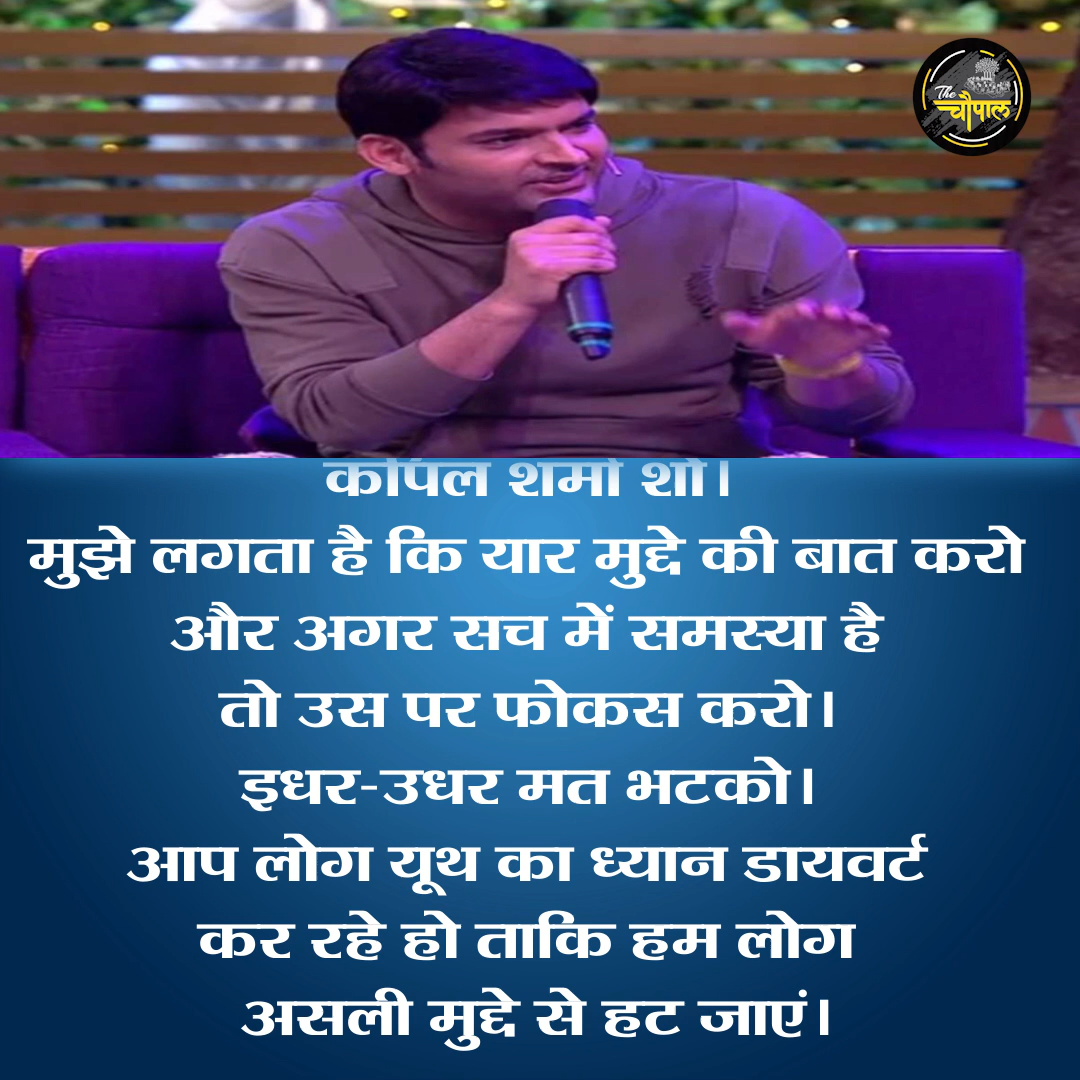 The
चौपाल
कपिल शर्मा शो।
मुझे लगता है कि यार मुद्दे की बात करो
और अगर सच में समस्या है
तो उस पर फोकस करो।
इधर-उधर मत भटको।
आप लोग यूथ का ध्यान डायवर्ट
कर रहे हो ताकि हम लोग
असली मुद्दे से हट जाएं।